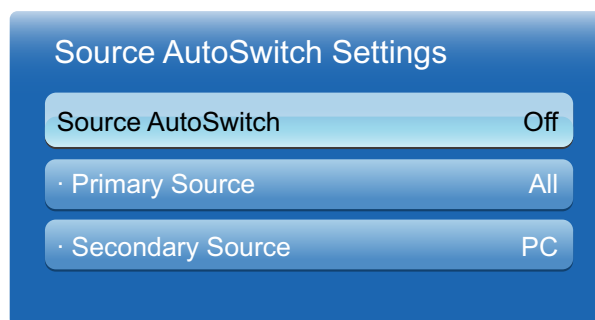 Source AutoSwitch Settings
Source AutoSwitch Off
· Primary Source All
· Secondary Source PC